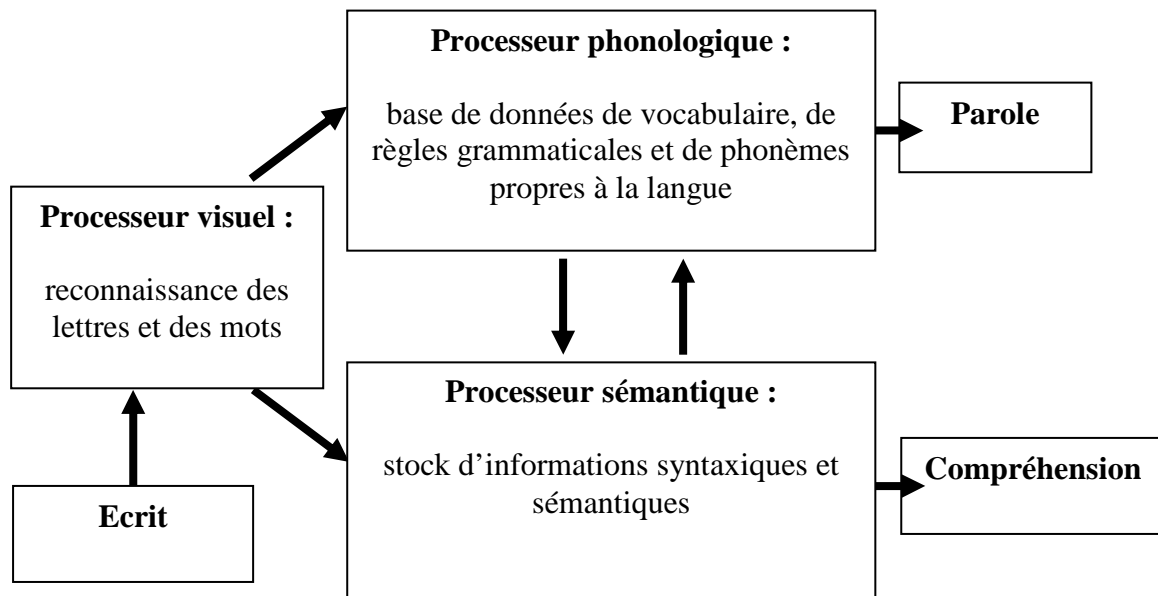 Processeur phonologique :
base de données de vocabulaire, de
règles grammaticales et de phonèmes
propres à la langue
Parole
Processeur visuel :
reconnaissance des
lettres et des mots
Processeur sémantique :
stock d’informations syntaxiques et
sémantiques
Compréhension
Ecrit